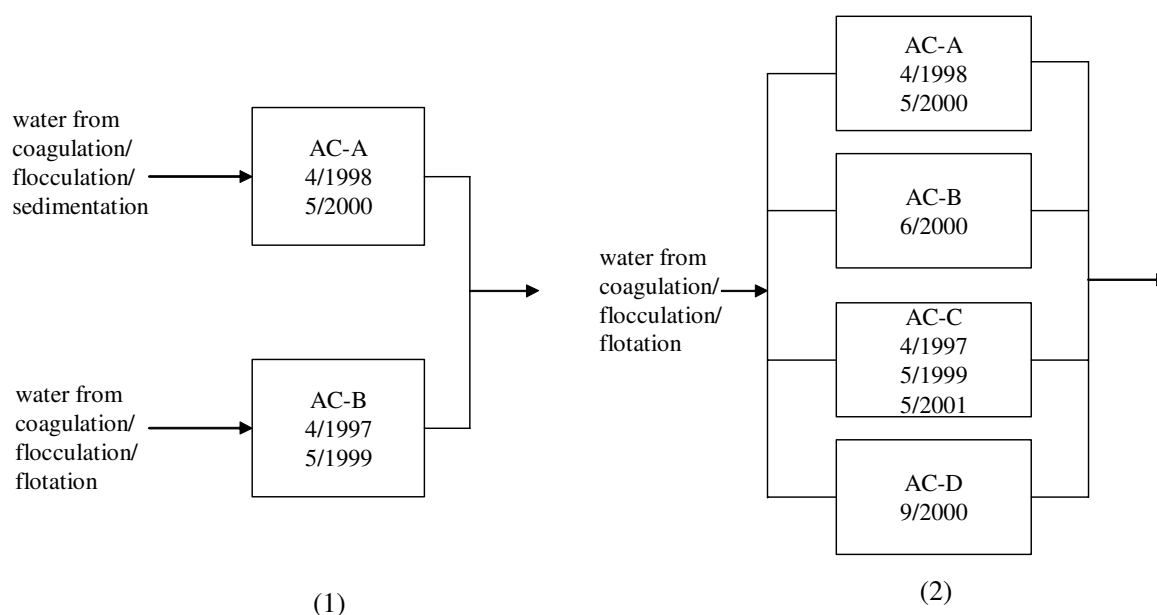 water from
coagulation/
flocculation/
sedimentation
AC-A
4/1998
5/2000
water from
coagulation/
flocculation/
flotation
AC-B
4/1997
5/1999
(1)
water from
coagulation/
flocculation/
flotation
AC-A
4/1998
5/2000
AC-B
6/2000
AC-C
4/1997
5/1999
5/2001
AC-D
9/2000
(2)